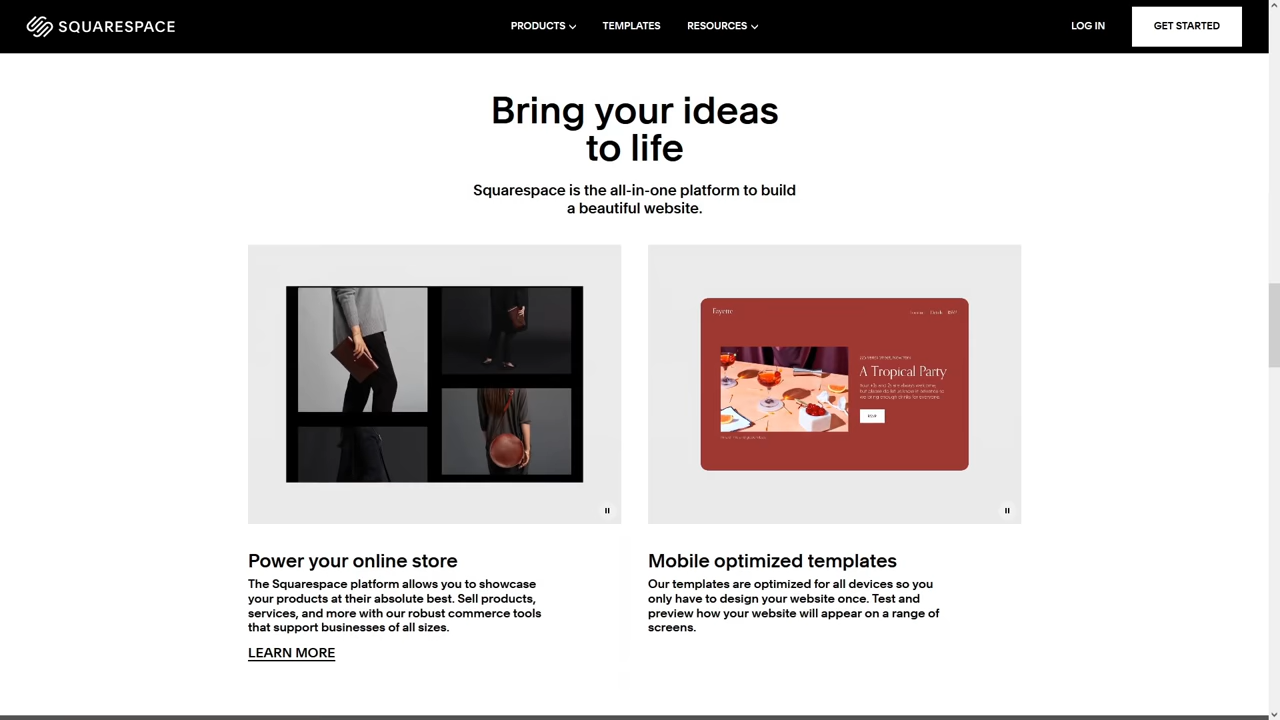 SQUARESPACE
PRODUCTS
TEMPLATES
RESOURCES
LOG IN
GET STARTED
Bring your ideas
to life
Squarespace is the all-in-one platform to build
a beautiful website.
Fayette
A Tropical Party
RSVP
Power your online store
The Squarespace platform allows you to showcase
your products at their absolute best. Sell products,
services, and more with our robust commerce tools
that support businesses of all sizes.
LEARN MORE
Mobile optimized templates
Our templates are optimized for all devices so you
only have to design your website once. Test and
preview how your website will appear on a range of
screens.